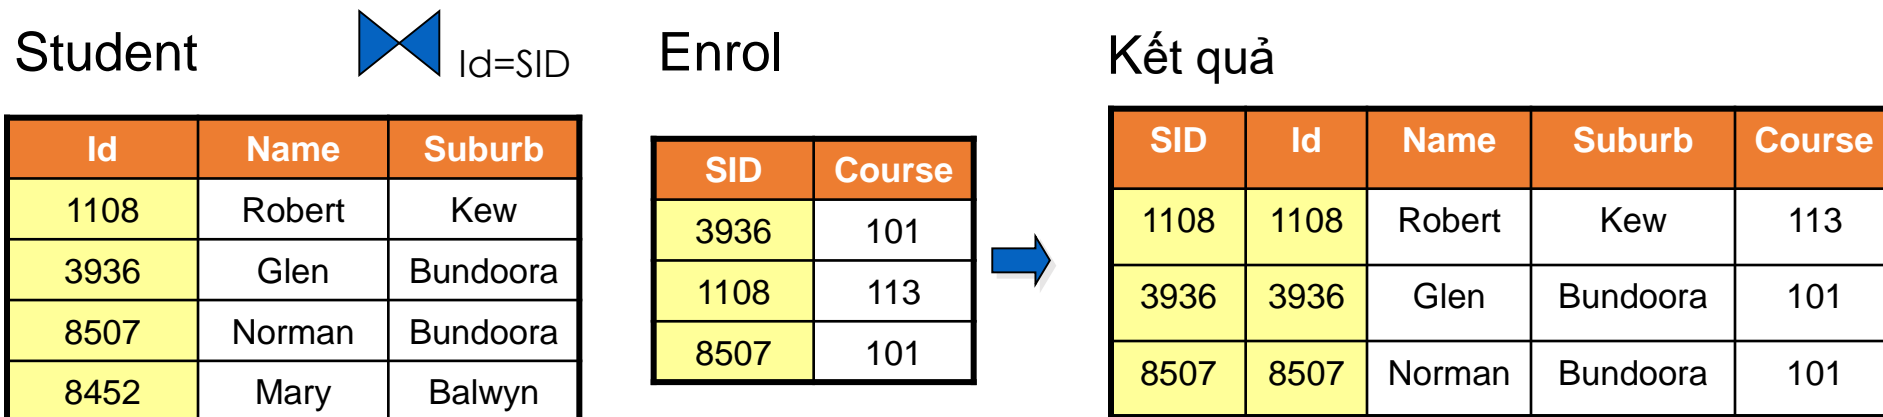 Student Id=SID Enrol Kết quả
Id Name Suburb
1108 Robert Kew
3936 Glen Bundoora
8507 Norman Bundoora
8452 Mary Balwyn
SID Course
3936 101
1108 113
8507 101
SID Id Name Suburb Course
1108 1108 Robert Kew 113
3936 3936 Glen Bundoora 101
8507 8507 Norman Bundoora 101